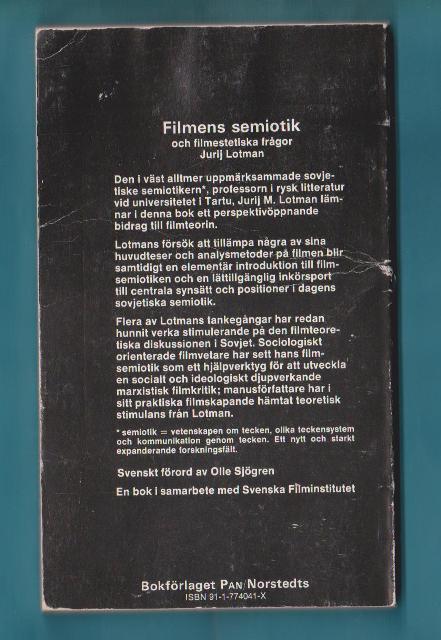 Filmens semiotik
och filmestetiska frågor
Jurij Lotman
Den i väst alltmer uppmärksammade sovje-
tiske semiotikern*, professorn i rysk litteratur
vid universitetet i Tartu, Jurij M. Lotman läm-
nar i denna bok ett perspektivöppnande
bidrag till filmteorin.
Lotmans försök att tillämpa några av sina
huvudteser och analysmetoder på filmen blir
samtidigt en elementär introduktion till film-
semiotiken och en lättillgänglig inkörsport
till centrala synsätt och positioner i dagens
sovjetiska semiotik.
Flera av Lotmans tankegångar har redan
hunnit verka stimulerande på den filmteore-
tiska diskussionen i Sovjet. Sociologiskt
orienterade filmvetare har sett hans film-
semiotik som ett hjälpverktyg för att utveckla
en socialt och ideologiskt djupverkande
marxistisk filmkritik; manusförfattare har i
sitt praktiska filmskapande hämtat teoretisk
stimulans från Lotman.
* semiotik = vetenskapen om tecken, olika teckensystem
och kommunikation genom tecken. Ett nytt och starkt
expanderande forskningsfält.
Svenskt förord av Olle Sjögren
En bok i samarbete med Svenska Filminstitutet
Bokförlaget PAN/Norstedts
ISBN 91-1-774041-X